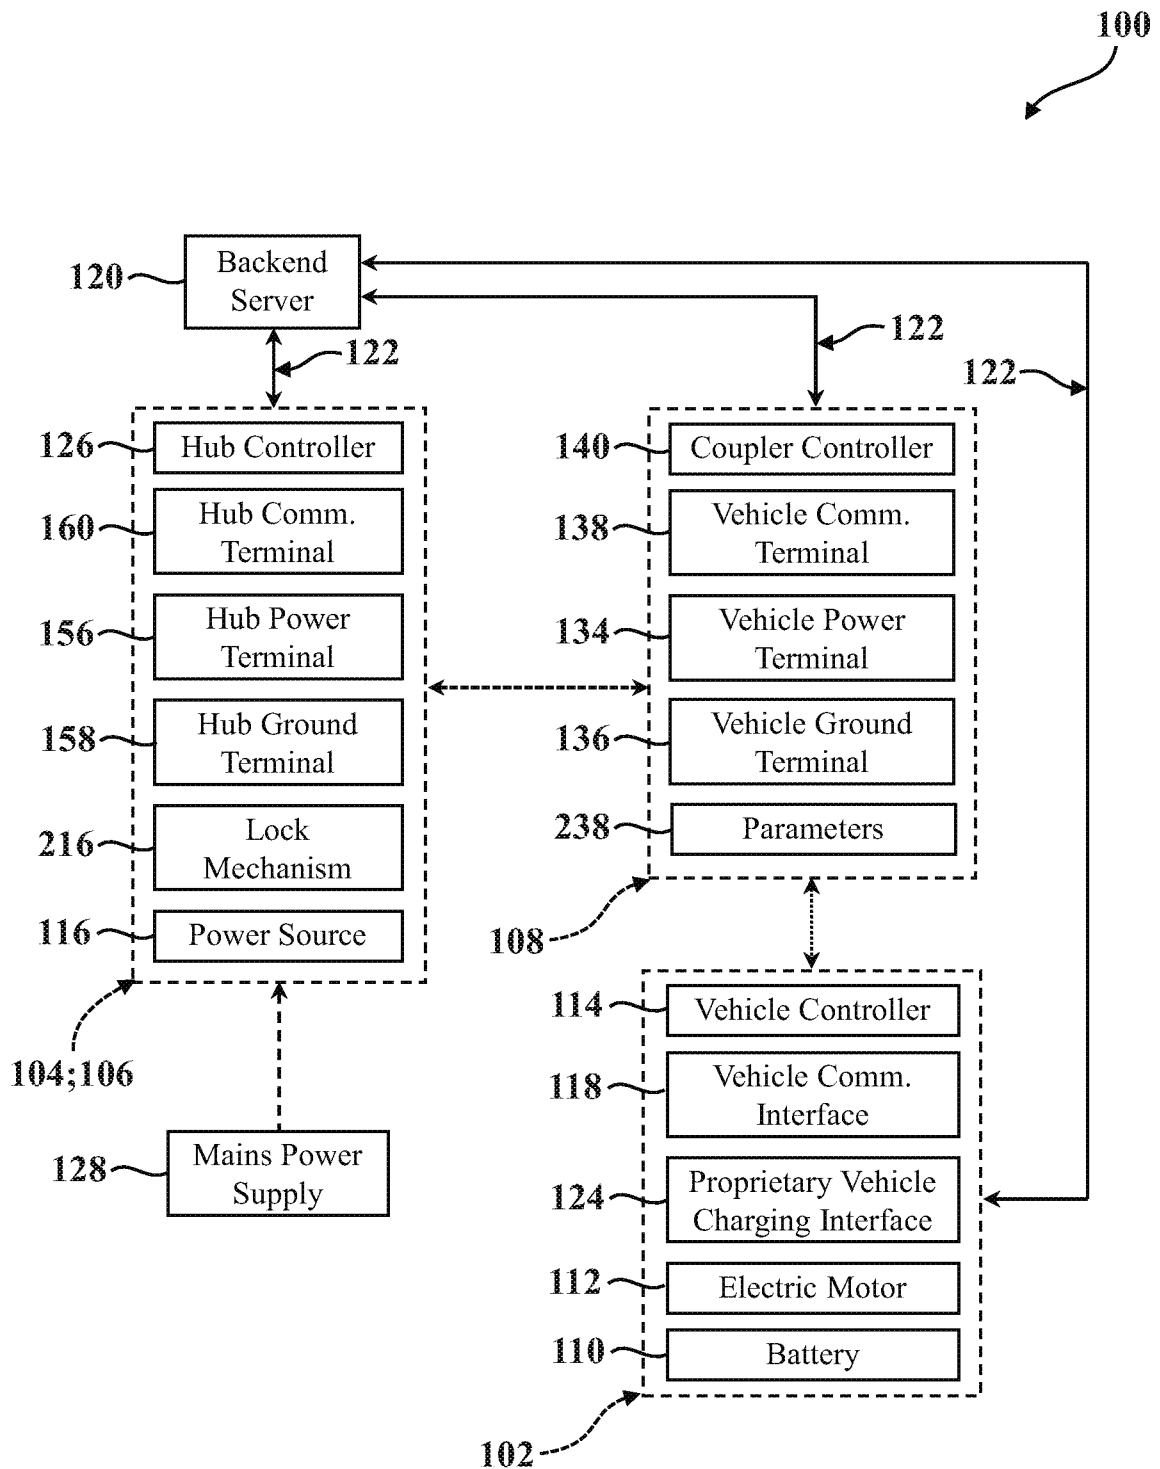 100
120
Backend
Server
122
122
122
126
Hub Controller
160
Hub Comm.
Terminal
156
Hub Power
Terminal
158
Hub Ground
Terminal
216
Lock
Mechanism
116
Power Source
104;106
128
Mains Power
Supply
140
Coupler Controller
138
Vehicle Comm.
Terminal
134
Vehicle Power
Terminal
136
Vehicle Ground
Terminal
238
Parameters
108
114
Vehicle Controller
118
Vehicle Comm.
Interface
124
Proprietary Vehicle
Charging Interface
112
Electric Motor
110
Battery
102